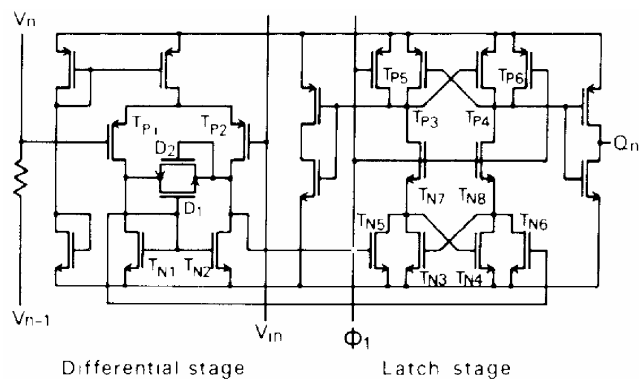 Vn
TP5
TP6
TP1
TP2
TP3
TP4
D2
Qn
D1
TN7
TN8
TN5
TN6
TN1
TN2
TN3
TN4
Vn-1
Vin
Φ1
Differential stage
Latch stage